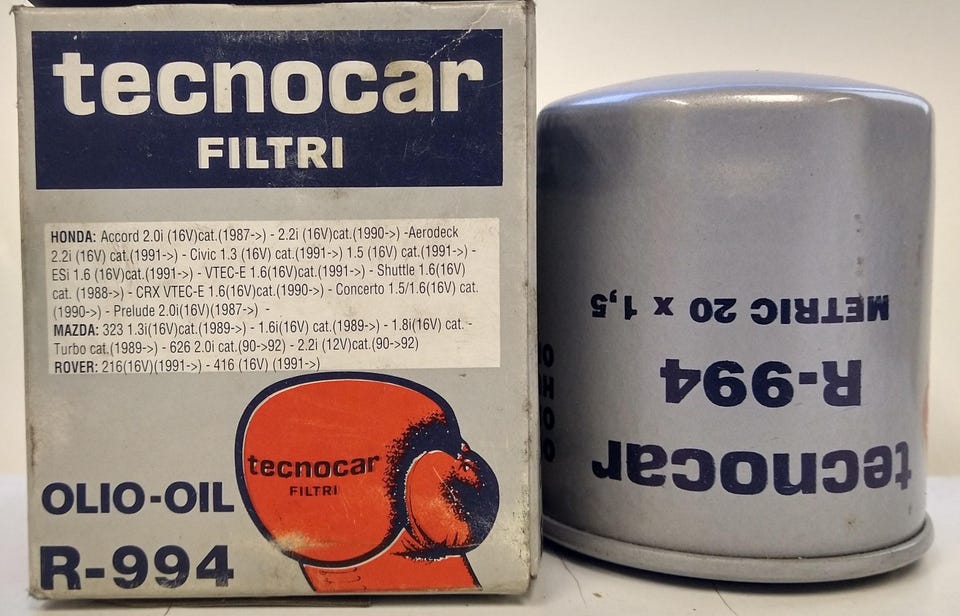 tecnocar
FILTRI
HONDA: Accord 2.0i (16V)cat.(1987->) - 2.2i (16V)cat.(1990->) -Aerodeck
2.2i (16V) cat.(1991->) - Civic 1.3 (16V) cat.(1991->) 1.5 (16V) cat.(1991->) -
ESi 1.6 (16V)cat.(1991->) - VTEC-E 1.6(16V)cat.(1991->) - Shuttle 1.6(16V)
cat. (1988->) - CRX VTEC-E 1.6(16V)cat.(1990->) - Concerto 1.5/1.6(16V) cat.
(1990->) - Prelude 2.0i(16V)(1987->) -
MAZDA: 323 1.3i(16V)cat.(1989->) - 1.6i(16V) cat.(1989->) - 1.8i(16V) cat.-
Turbo cat.(1989->) - 626 2.0i cat.(90->92) - 2.2i (12V)cat.(90->92)
ROVER: 216(16V)(1991->) - 416 (16V) (1991->)
tecnocar
FILTRI
OLIO-OIL
R-994
tecnocar
R-994
METRIC 20 x 1,5